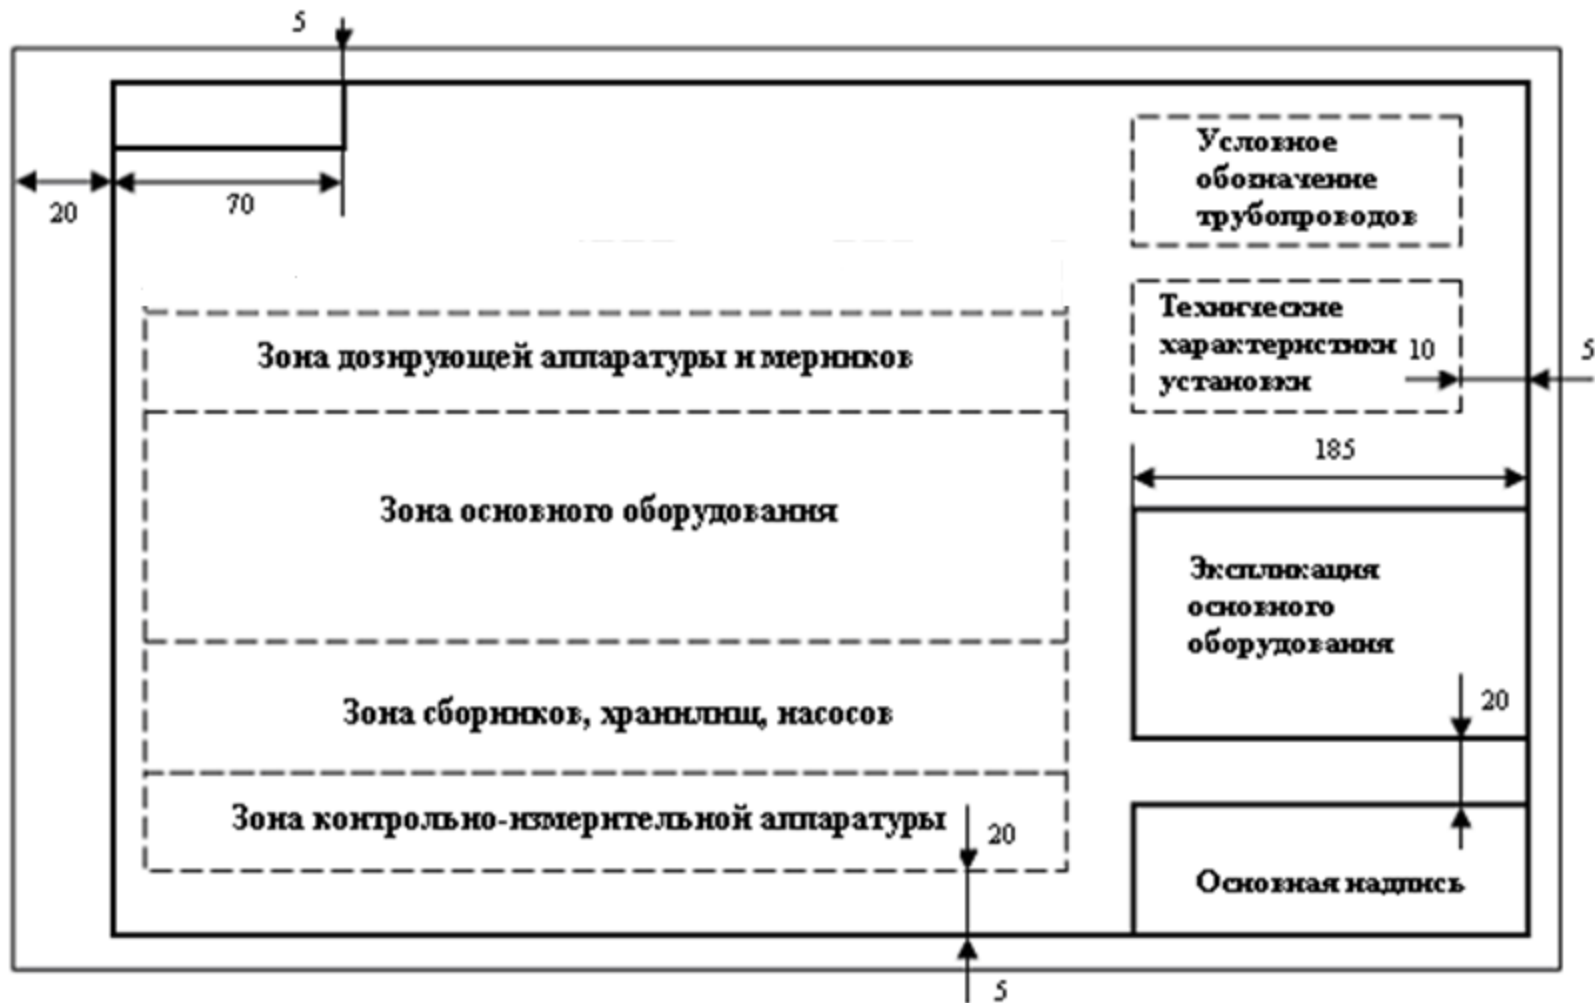 5
20
70
Условное
обозначение
трубопроводов
Технические
характеристики
установки
10
5
Зона дозирующей аппаратуры и мерников
185
Зона основного оборудования
Экспликация
основного
оборудования
20
Зона сборников, хранилищ, насосов
Зона контрольно-измерительной аппаратуры
20
Основная надпись
5